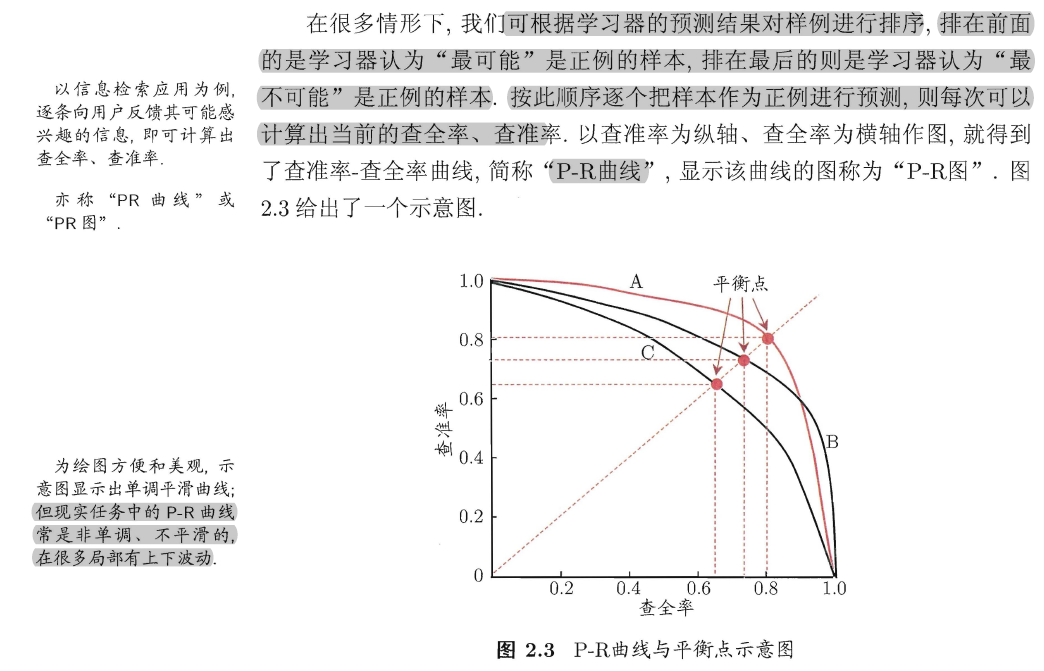 在很多情形下, 我们可根据学习器的预测结果对样例进行排序, 排在前面
的是学习器认为“最可能”是正例的样本, 排在最后的则是学习器认为“最
不可能”是正例的样本. 按此顺序逐个把样本作为正例进行预测, 则每次可以
计算出当前的查全率、查准率. 以查准率为纵轴、查全率为横轴作图, 就得到
了查准率-查全率曲线, 简称“P-R曲线”, 显示该曲线的图称为“P-R图”. 图
2.3 给出了一个示意图.
以信息检索应用为例,
逐条向用户反馈其可能感
兴趣的信息, 即可计算出
查全率、查准率.
亦称“PR 曲线”或
“PR 图”.
为绘图方便和美观, 示
意图显示出单调平滑曲线;
但现实任务中的 P-R 曲线
常是非单调、不平滑的,
在很多局部有上下波动.
平衡点
A
B
C
1.0
0.8
0.6
0.4
0.2
0
查准率
0.2 0.4 0.6 0.8 1.0
查全率
图 2.3 P-R曲线与平衡点示意图